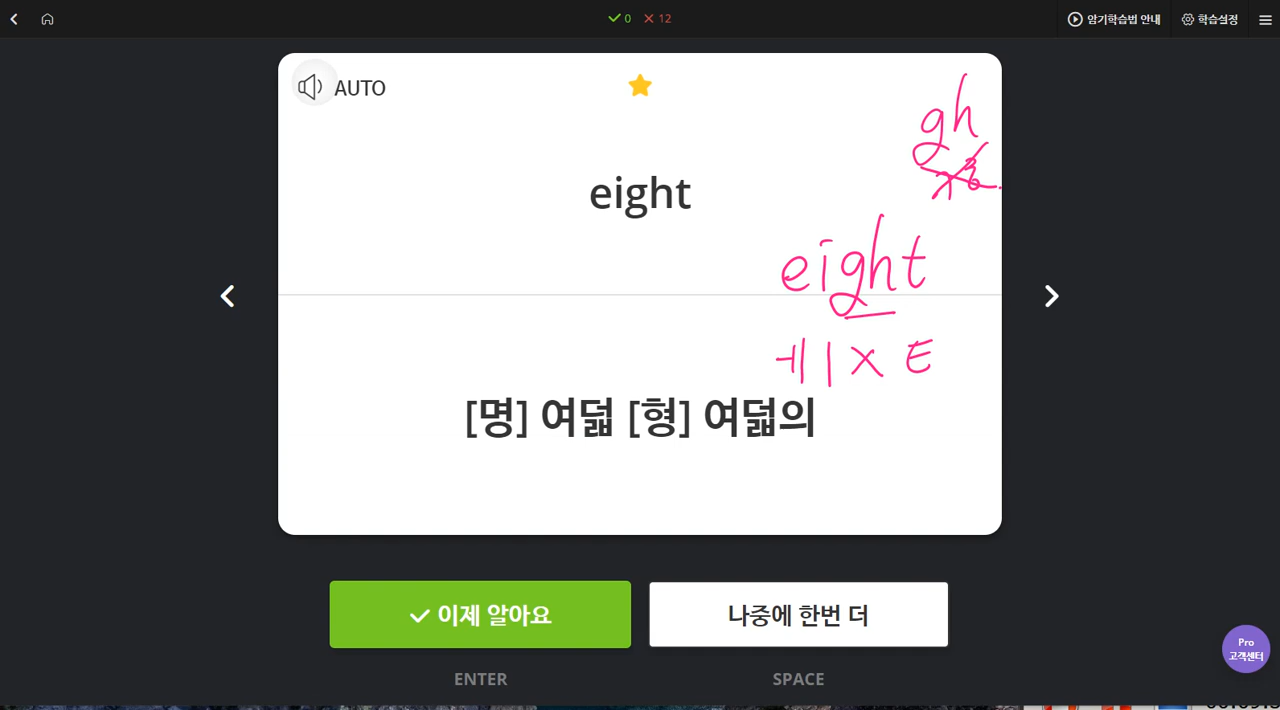 0 12 암기학습법 안내 학습설정
AUTO
gh
eight
eight
ㅔ ㅣ X E
[명] 여덟 [형] 여덟의
이제 알아요 나중에 한번 더
ENTER SPACE
Pro
고객센터